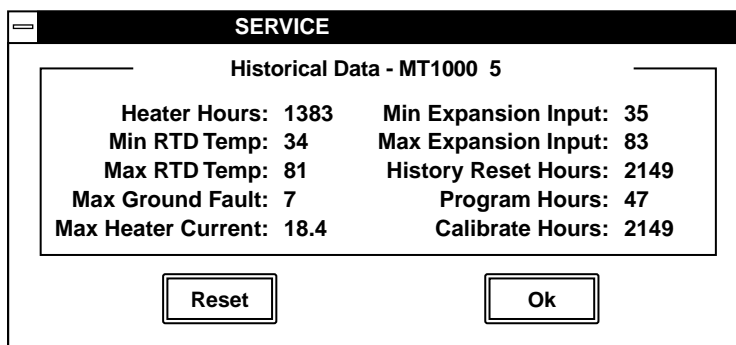 SERVICE
Historical Data - MT1000 5
Heater Hours: 1383 Min Expansion Input: 35
Min RTD Temp: 34 Max Expansion Input: 83
Max RTD Temp: 81 History Reset Hours: 2149
Max Ground Fault: 7 Program Hours: 47
Max Heater Current: 18.4 Calibrate Hours: 2149
Reset Ok